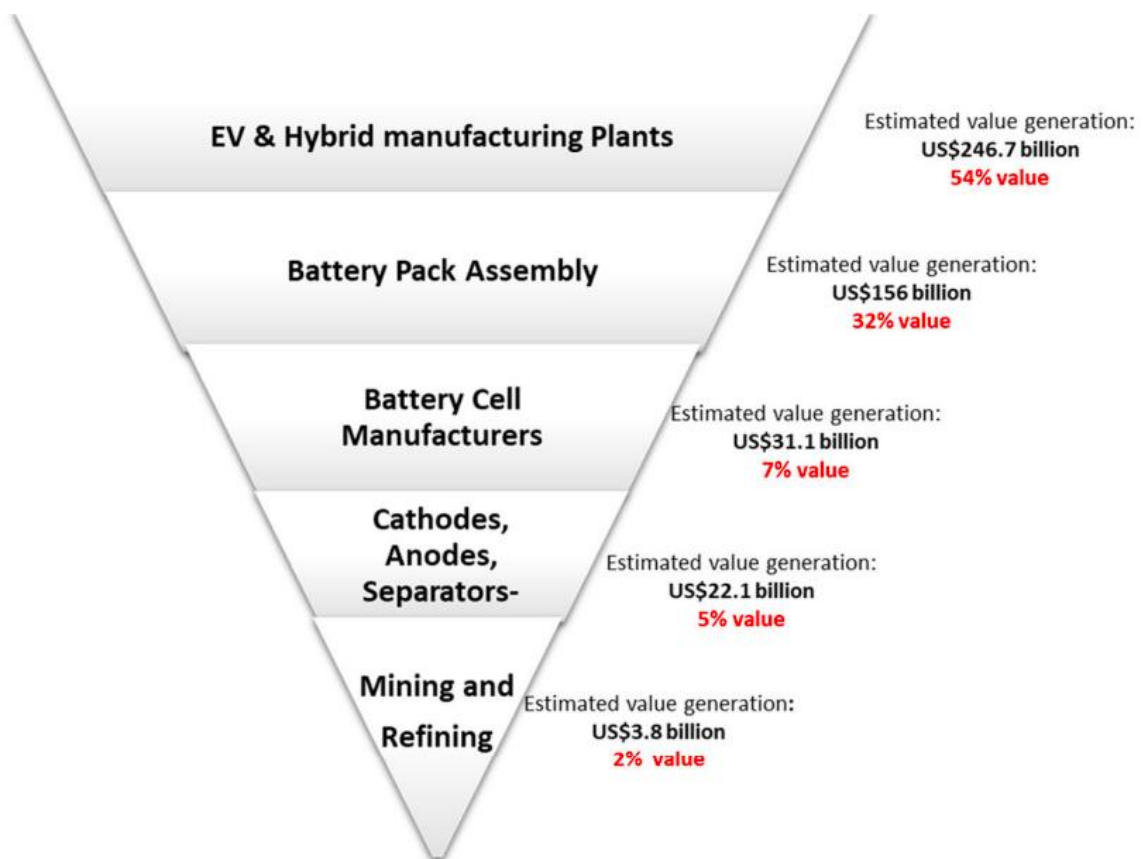 EV & Hybrid manufacturing Plants
Estimated value generation:
US$246.7 billion
54% value
Battery Pack Assembly
Estimated value generation:
US$156 billion
32% value
Battery Cell
Manufacturers
Estimated value generation:
US$31.1 billion
7% value
Cathodes,
Anodes,
Separators-
Estimated value generation:
US$22.1 billion
5% value
Mining and
Refining
Estimated value generation:
US$3.8 billion
2% value